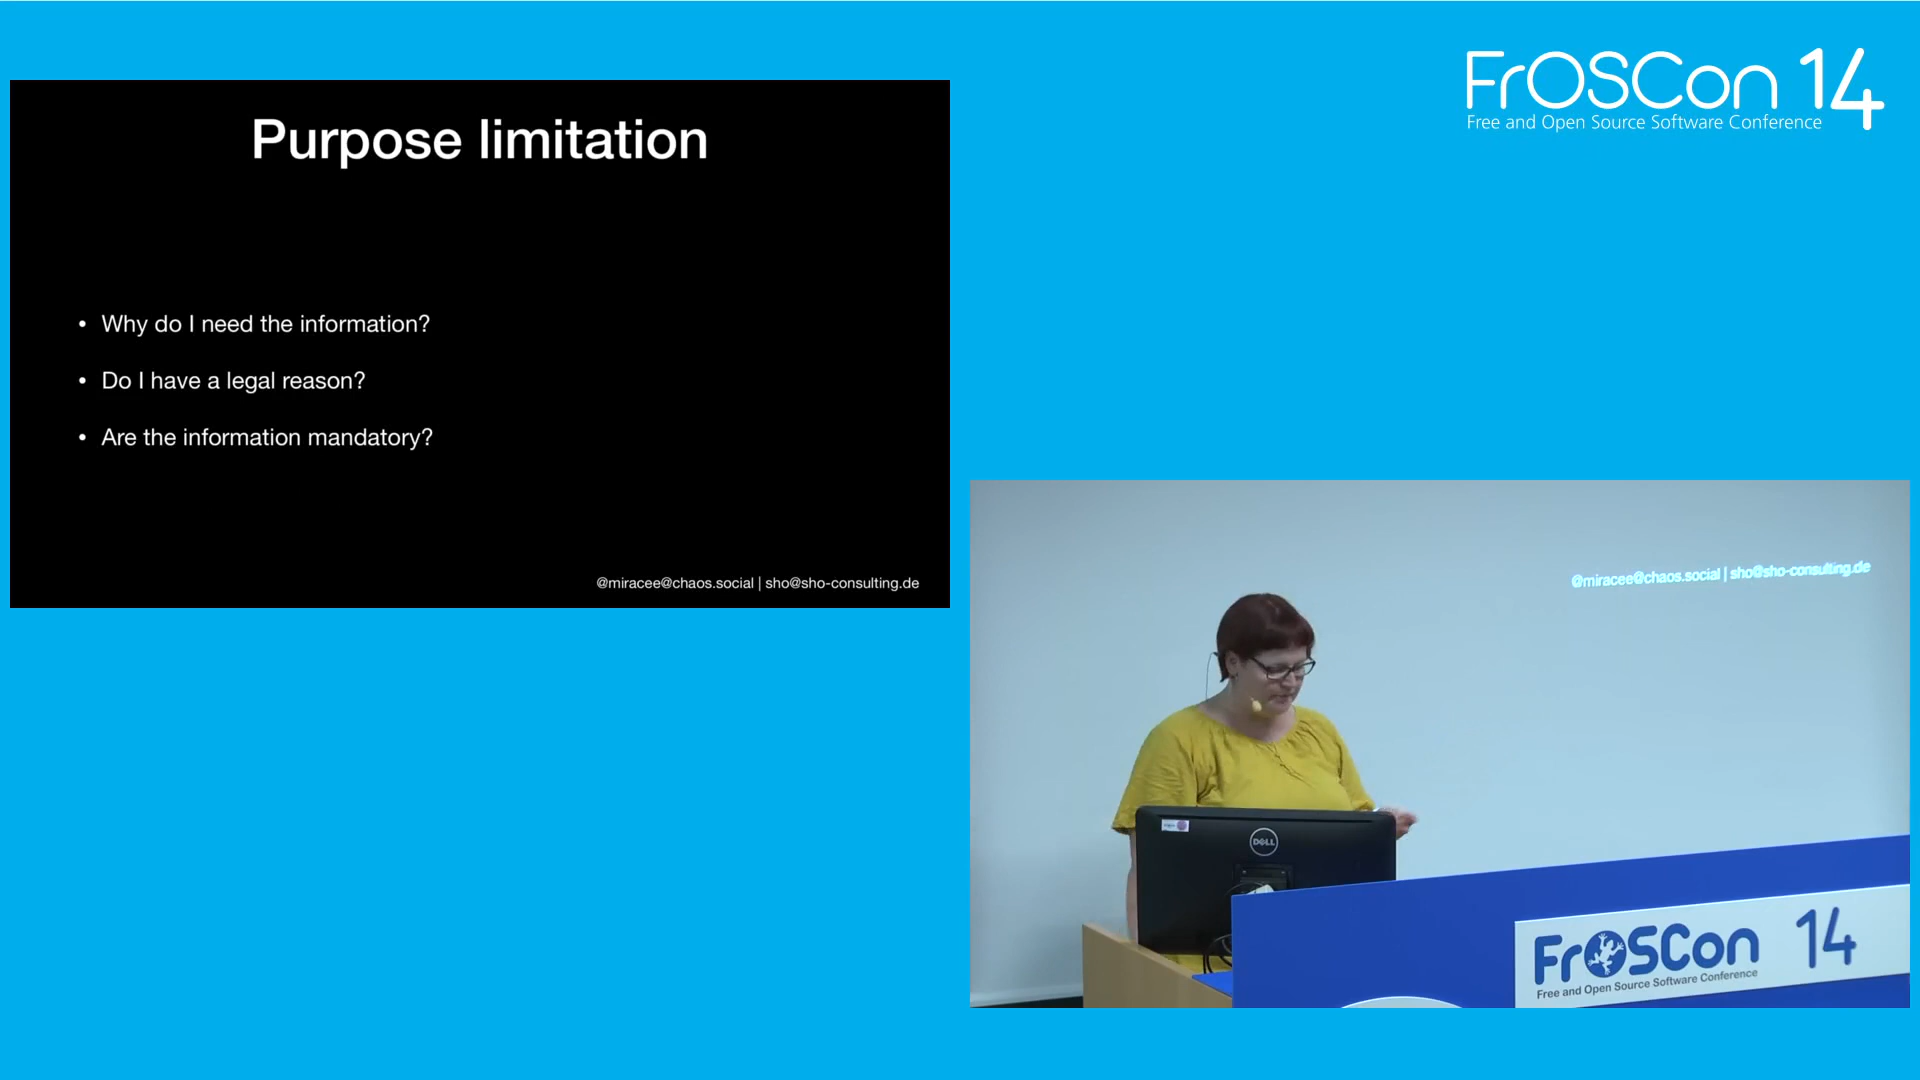 FrOSCon 14
Free and Open Source Software Conference
Purpose limitation
• Why do I need the information?
• Do I have a legal reason?
• Are the information mandatory?
@miracee@chaos.social | sho@sho-consulting.de
@miracee@chaos.social | sho@sho-consulting.de
DELL
FrOSCon 14
Free and Open Source Software Conference